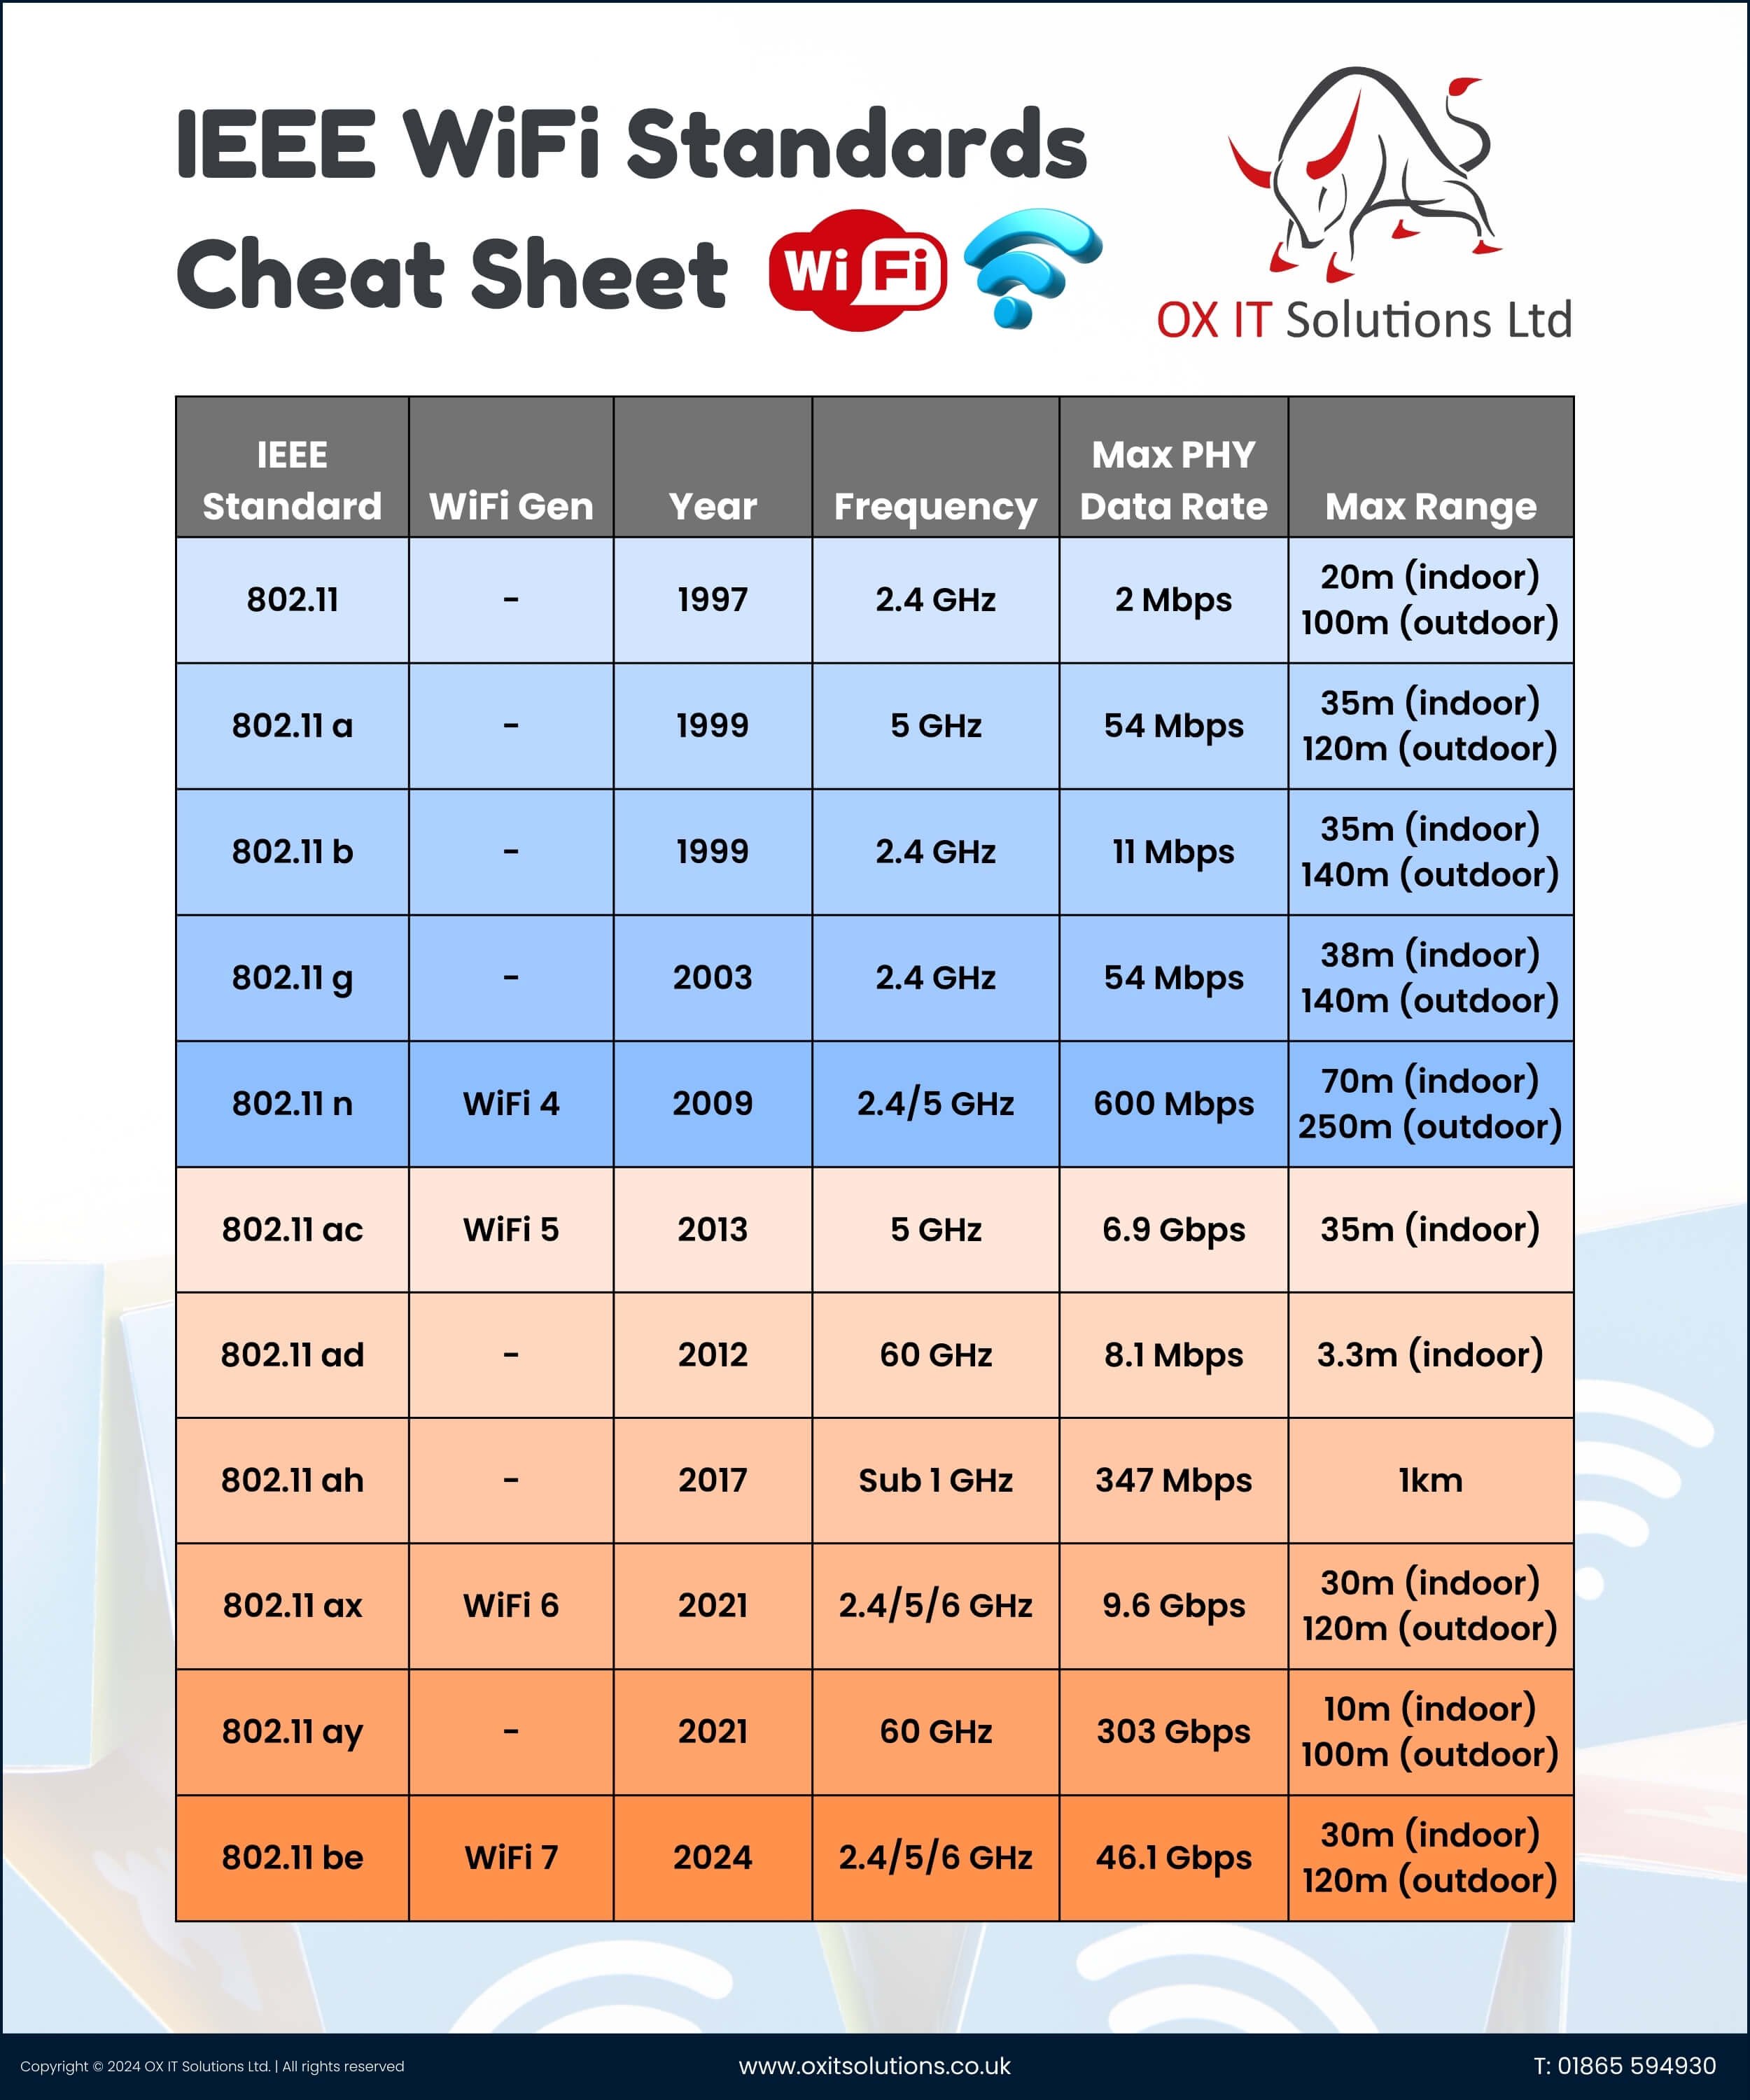 IEEE WiFi Standards
Cheat Sheet
Wi Fi
OX IT Solutions Ltd
IEEE Standard WiFi Gen Year Frequency Max PHY Data Rate Max Range
802.11 - 1997 2.4 GHz 2 Mbps 20m (indoor) 100m (outdoor)
802.11 a - 1999 5 GHz 54 Mbps 35m (indoor) 120m (outdoor)
802.11 b - 1999 2.4 GHz 11 Mbps 35m (indoor) 140m (outdoor)
802.11 g - 2003 2.4 GHz 54 Mbps 38m (indoor) 140m (outdoor)
802.11 n WiFi 4 2009 2.4/5 GHz 600 Mbps 70m (indoor) 250m (outdoor)
802.11 ac WiFi 5 2013 5 GHz 6.9 Gbps 35m (indoor)
802.11 ad - 2012 60 GHz 8.1 Mbps 3.3m (indoor)
802.11 ah - 2017 Sub 1 GHz 347 Mbps 1km
802.11 ax WiFi 6 2021 2.4/5/6 GHz 9.6 Gbps 30m (indoor) 120m (outdoor)
802.11 ay - 2021 60 GHz 303 Gbps 10m (indoor) 100m (outdoor)
802.11 be WiFi 7 2024 2.4/5/6 GHz 46.1 Gbps 30m (indoor) 120m (outdoor)
Copyright © 2024 OX IT Solutions Ltd. | All rights reserved
www.oxitsolutions.co.uk
T: 01865 594930